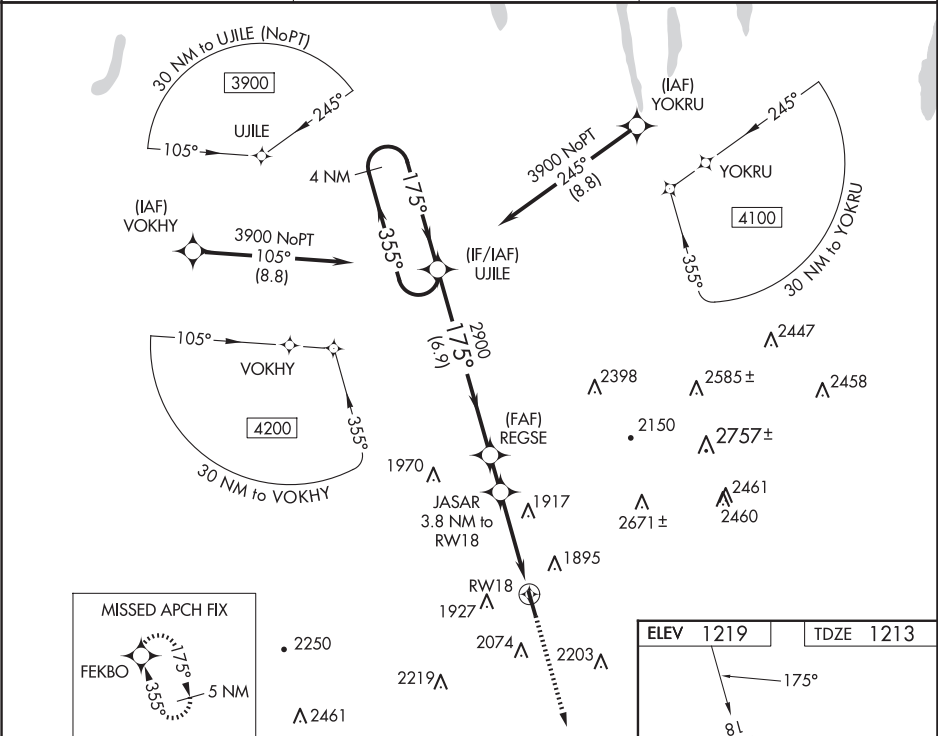 30 NM to UJILE (NoPT)
3900
245°
UJILE
105°
(IAF)
YOKRU
3900 NoPT
245°
(8.8)
245°
YOKRU
4100
355°
30 NM to YOKRU
4 NM
175°
355°
(IAF)
VOKHY
3900 NoPT
105°
(8.8)
(IF/IAF)
UJILE
2900
175°
(6.9)
105°
VOKHY
4200
355°
30 NM to VOKHY
2447
2398
2585±
2458
2150
2757±
(FAF)
REGSE
1970
JASAR
3.8 NM to
RW18
1917
2671±
2461
2460
1895
RW18
1927
2074
2203
2250
2219
2461
MISSED APCH FIX
FEKBO
175°
355°
5 NM
ELEV 1219
TDZE 1213
175°
18